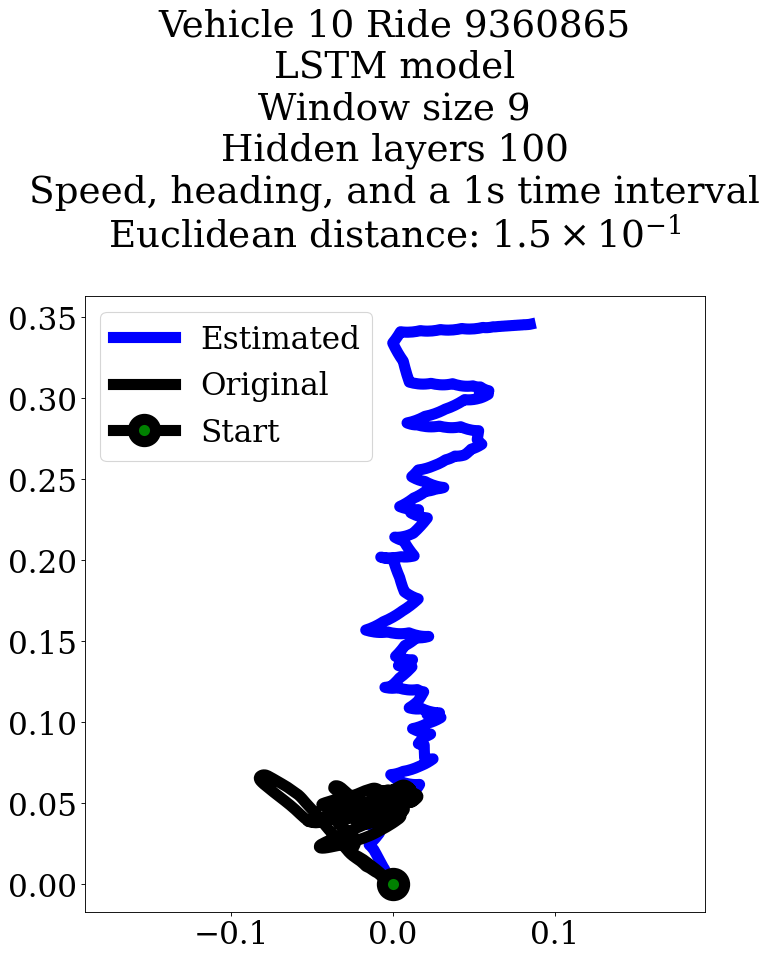 Vehicle 10 Ride 9360865
LSTM model
Window size 9
Hidden layers 100
Speed, heading, and a 1s time interval
Euclidean distance: 1.5 × 10⁻¹
Estimated
Original
Start
0.35
0.30
0.25
0.20
0.15
0.10
0.05
0.00
−0.1 0.0 0.1